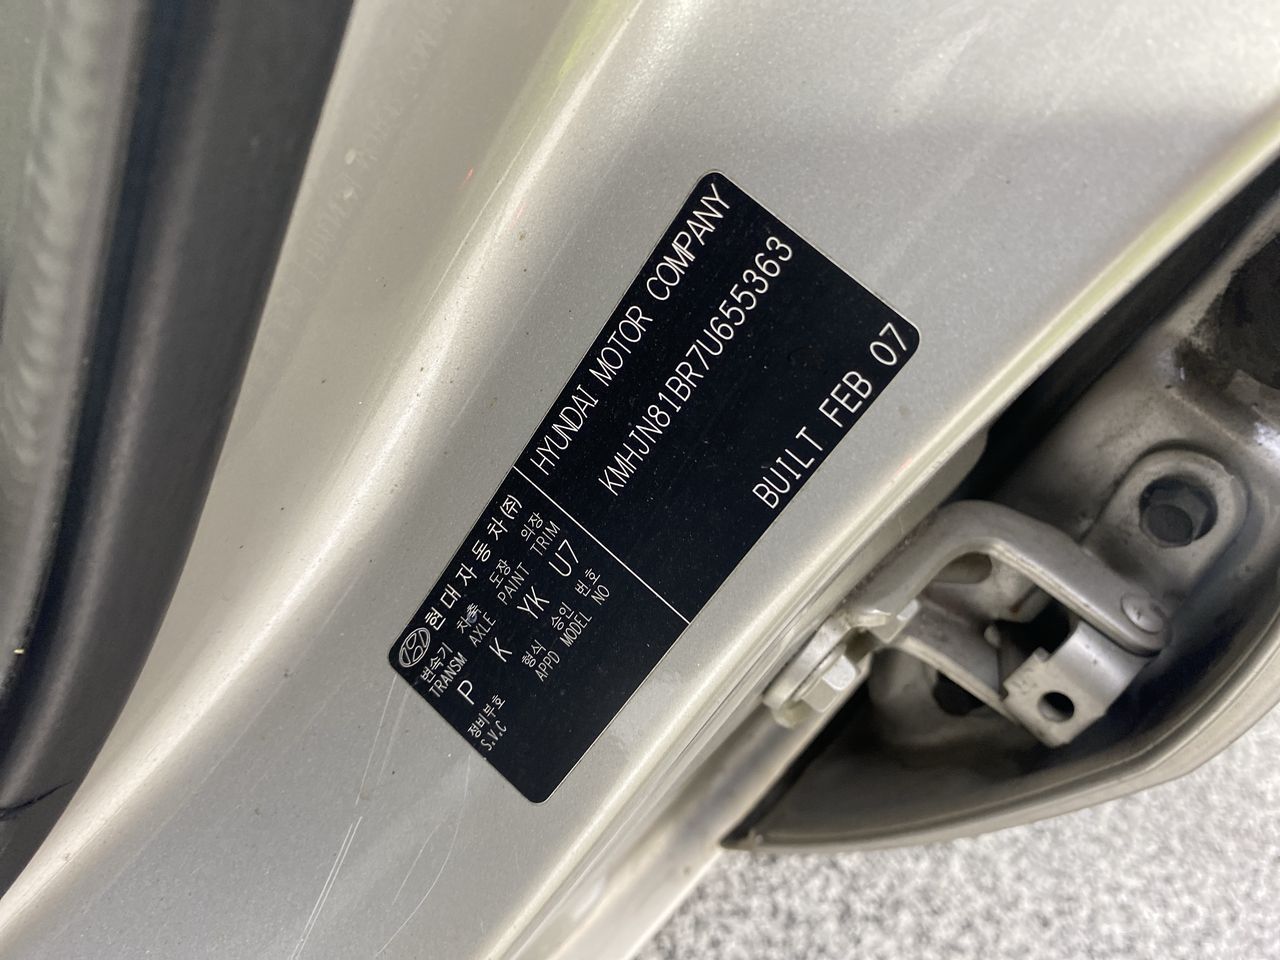 현대자동차(주)
HYUNDAI MOTOR COMPANY
변속기 차축 도장 의장
TRANSM AXLE PAINT TRIM
P K YK U7
KMHJN81BR7U655363
정비부호 형식 승인 번호
S.V.C APPD MODEL NO
BUILT FEB 07